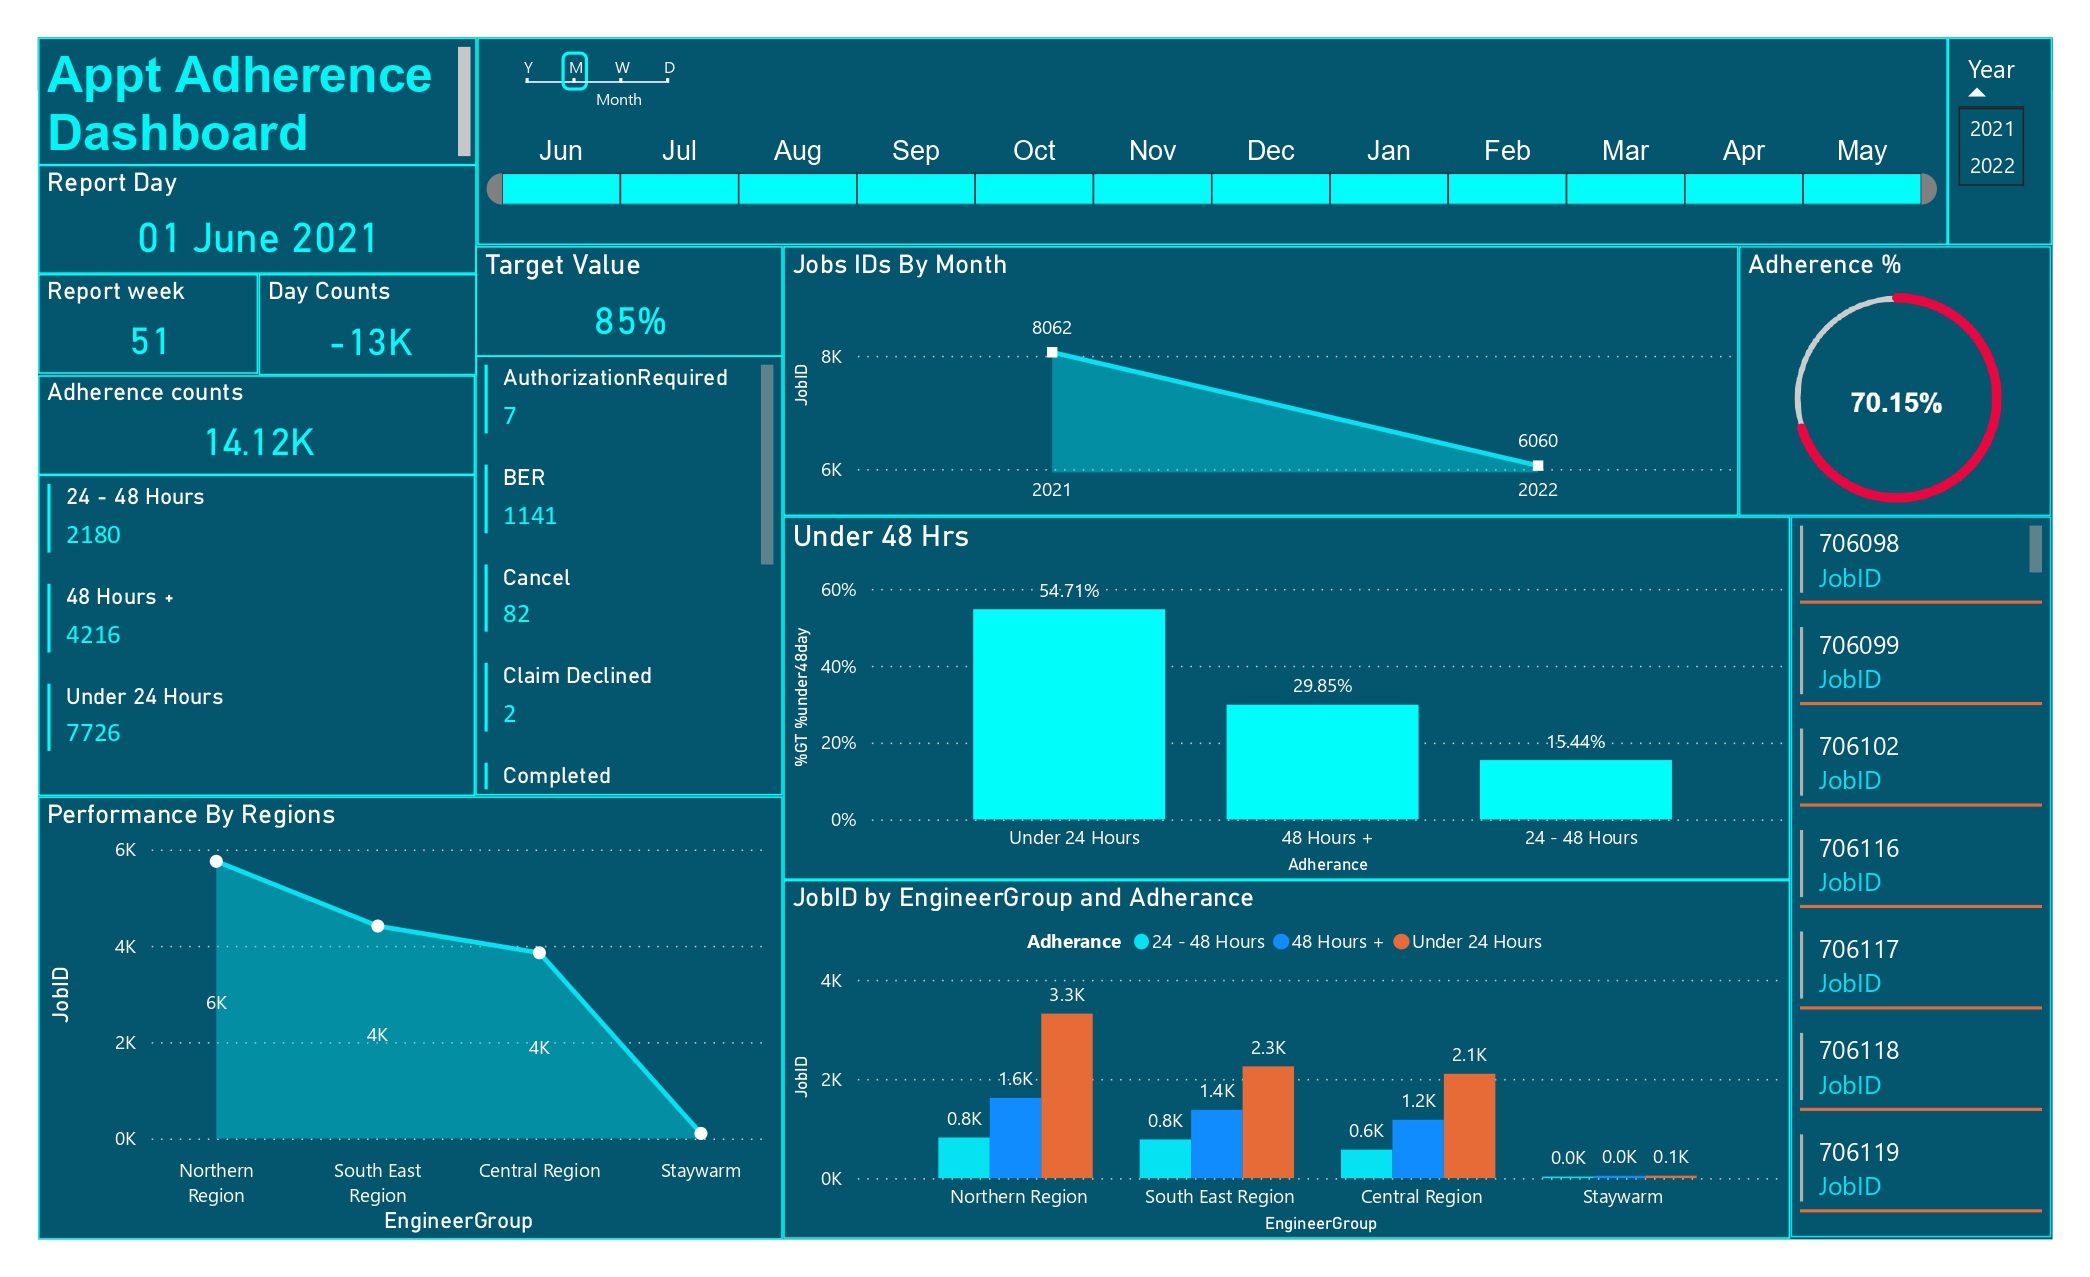 Appt Adherence
Dashboard
Y M W D
Month
Jun Jul Aug Sep Oct Nov Dec Jan Feb Mar Apr May
Year
2021
2022
Report Day
01 June 2021
Report week
51
Day Counts
-13K
Adherence counts
14.12K
24 - 48 Hours
2180
48 Hours +
4216
Under 24 Hours
7726
Target Value
85%
AuthorizationRequired
7
BER
1141
Cancel
82
Claim Declined
2
Completed
Jobs IDs By Month
JobID
8K
6K
8062
6060
2021 2022
Adherence %
70.15%
Under 48 Hrs
%GT %under48day
60%
40%
20%
0%
54.71%
29.85%
15.44%
Under 24 Hours 48 Hours + 24 - 48 Hours
Adherance
706098
JobID
706099
JobID
706102
JobID
706116
JobID
706117
JobID
706118
JobID
706119
JobID
Performance By Regions
JobID
6K
4K
2K
0K
6K
4K
4K
Northern
Region
South East
Region
Central Region
Staywarm
EngineerGroup
JobID by EngineerGroup and Adherance
Adherance 24 - 48 Hours 48 Hours + Under 24 Hours
JobID
4K
2K
0K
0.8K 1.6K 3.3K
0.8K 1.4K 2.3K
0.6K 1.2K 2.1K
0.0K 0.0K 0.1K
Northern Region South East Region Central Region Staywarm
EngineerGroup